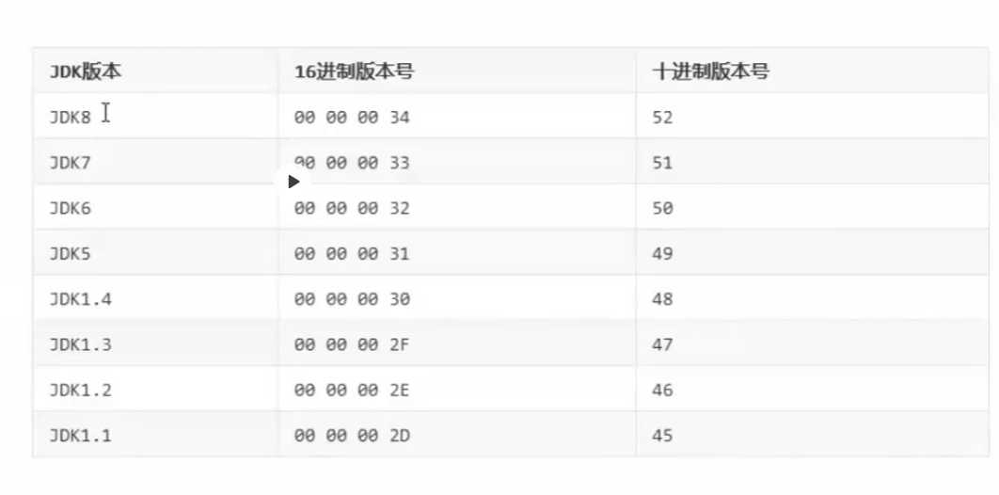 JDK版本 16进制版本号 十进制版本号
JDK8 00 00 00 34 52
JDK7 00 00 00 33 51
JDK6 00 00 00 32 50
JDK5 00 00 00 31 49
JDK1.4 00 00 00 30 48
JDK1.3 00 00 00 2F 47
JDK1.2 00 00 00 2E 46
JDK1.1 00 00 00 2D 45